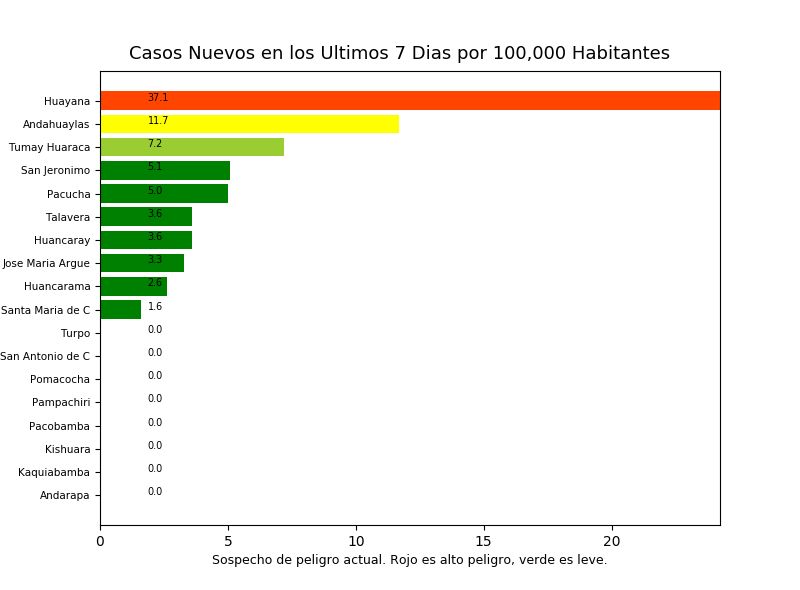 Casos Nuevos en los Ultimos 7 Dias por 100,000 Habitantes
Huayana 37.1
Andahuaylas 11.7
Tumay Huaraca 7.2
San Jeronimo 5.1
Pacucha 5.0
Talavera 3.6
Huancaray 3.6
Jose Maria Argue 3.3
Huancarama 2.6
Santa Maria de C 1.6
Turpo 0.0
San Antonio de C 0.0
Pomacocha 0.0
Pampachiri 0.0
Pacobamba 0.0
Kishuara 0.0
Kaquiabamba 0.0
Andarapa 0.0
0 5 10 15 20
Sospecho de peligro actual. Rojo es alto peligro, verde es leve.